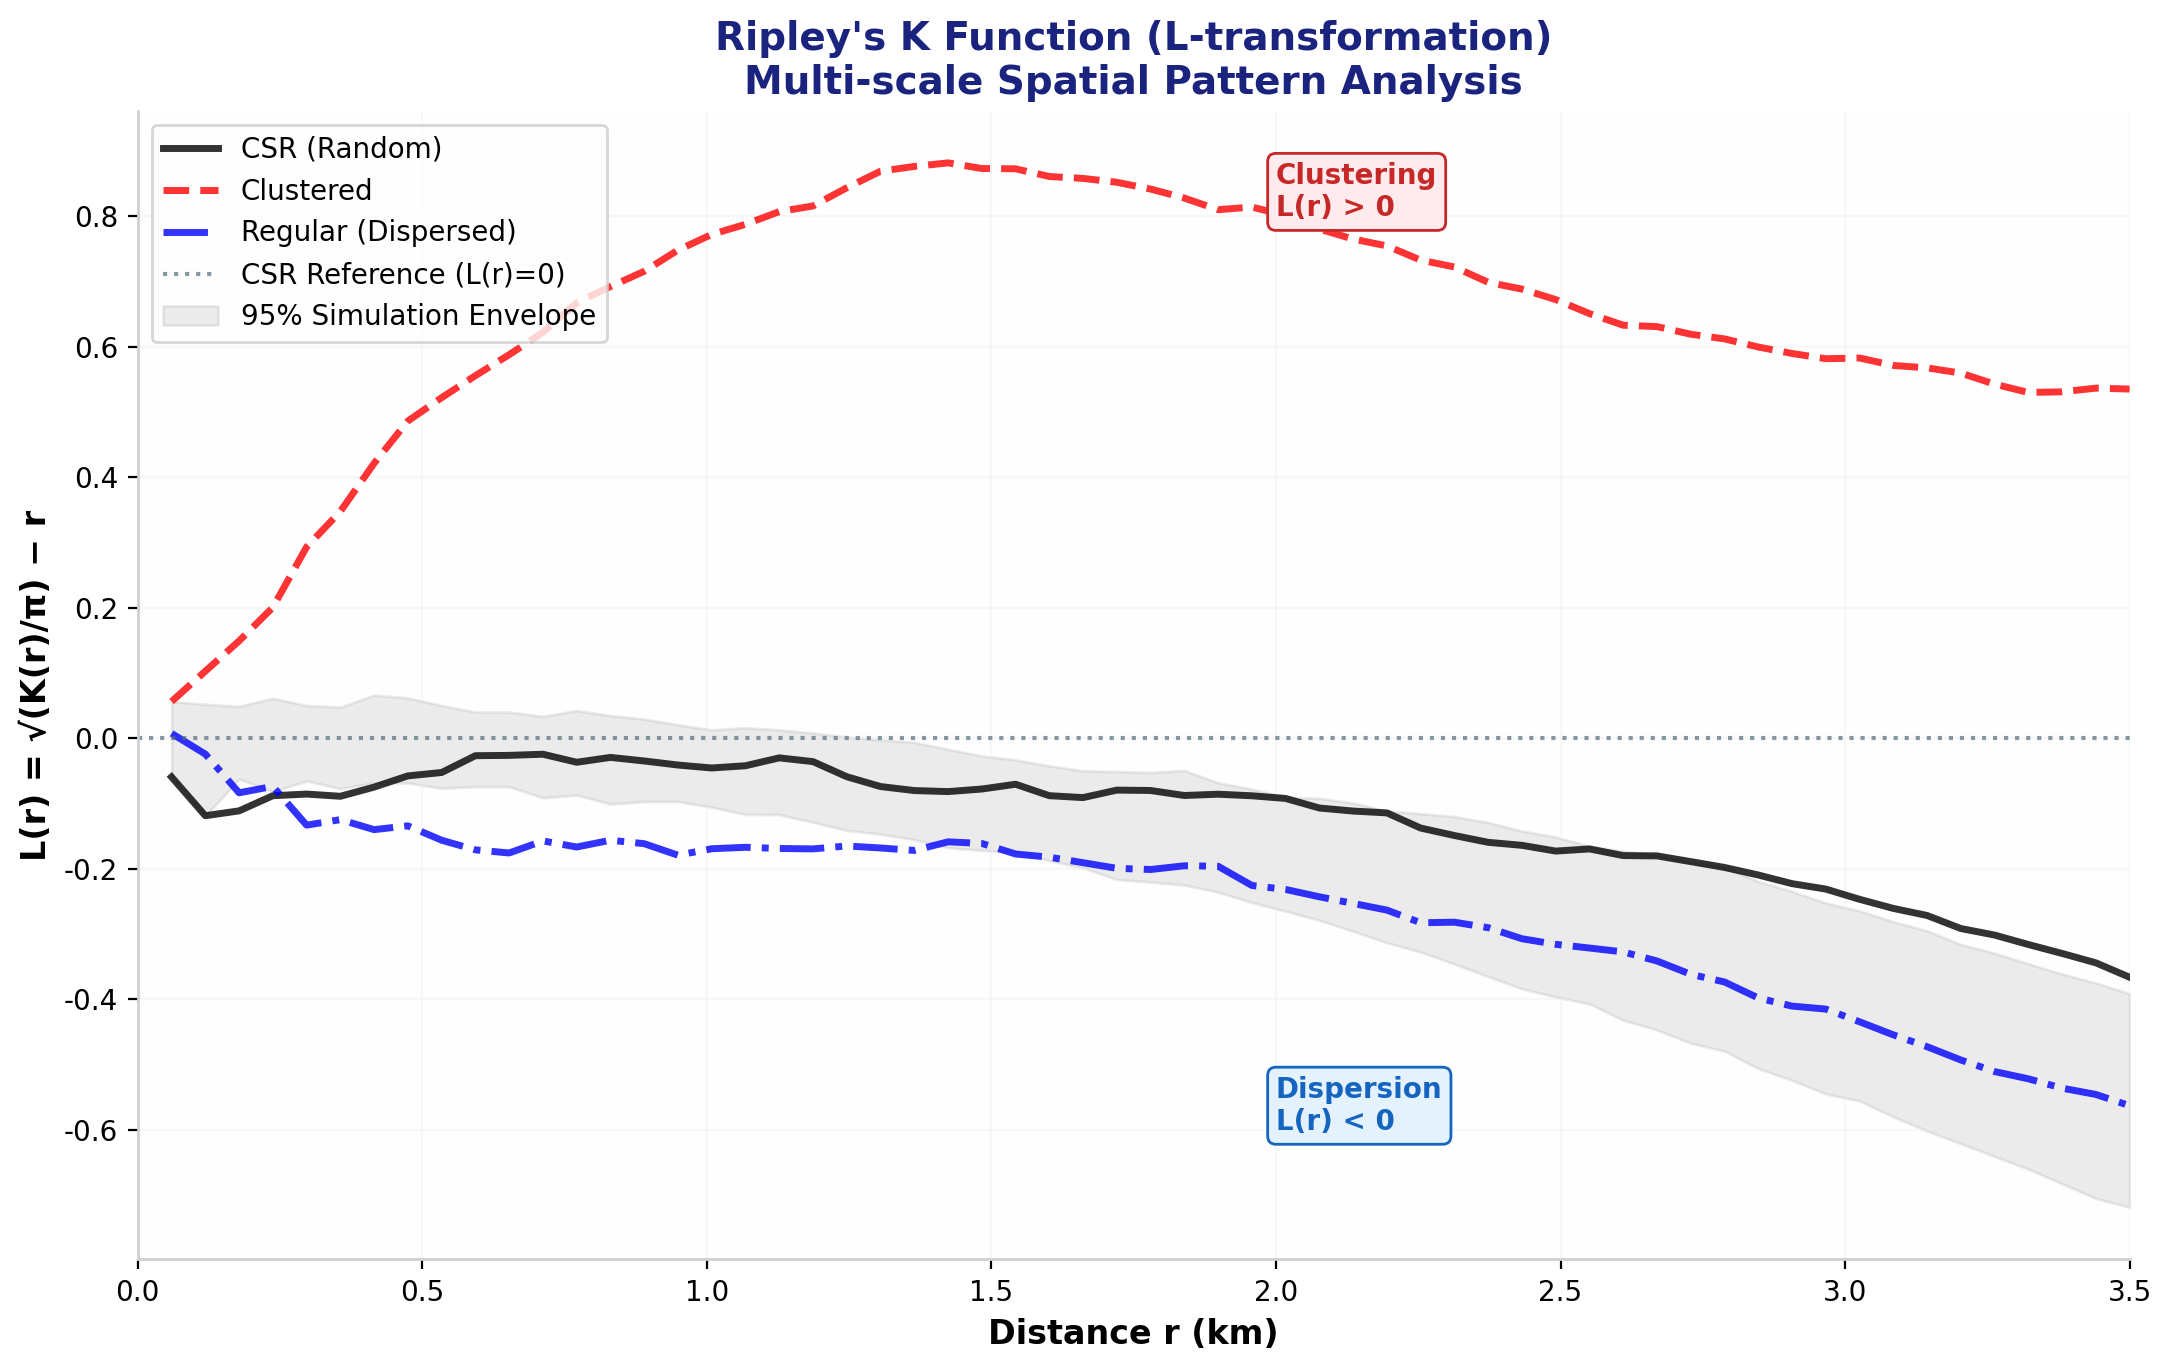 Ripley's K Function (L-transformation)
Multi-scale Spatial Pattern Analysis
CSR (Random)
Clustered
Regular (Dispersed)
CSR Reference (L(r)=0)
95% Simulation Envelope
Clustering
L(r) > 0
Dispersion
L(r) < 0
L(r) = √(K(r)/π) − r
0.8
0.6
0.4
0.2
0.0
-0.2
-0.4
-0.6
0.0
0.5
1.0
1.5
2.0
2.5
3.0
3.5
Distance r (km)